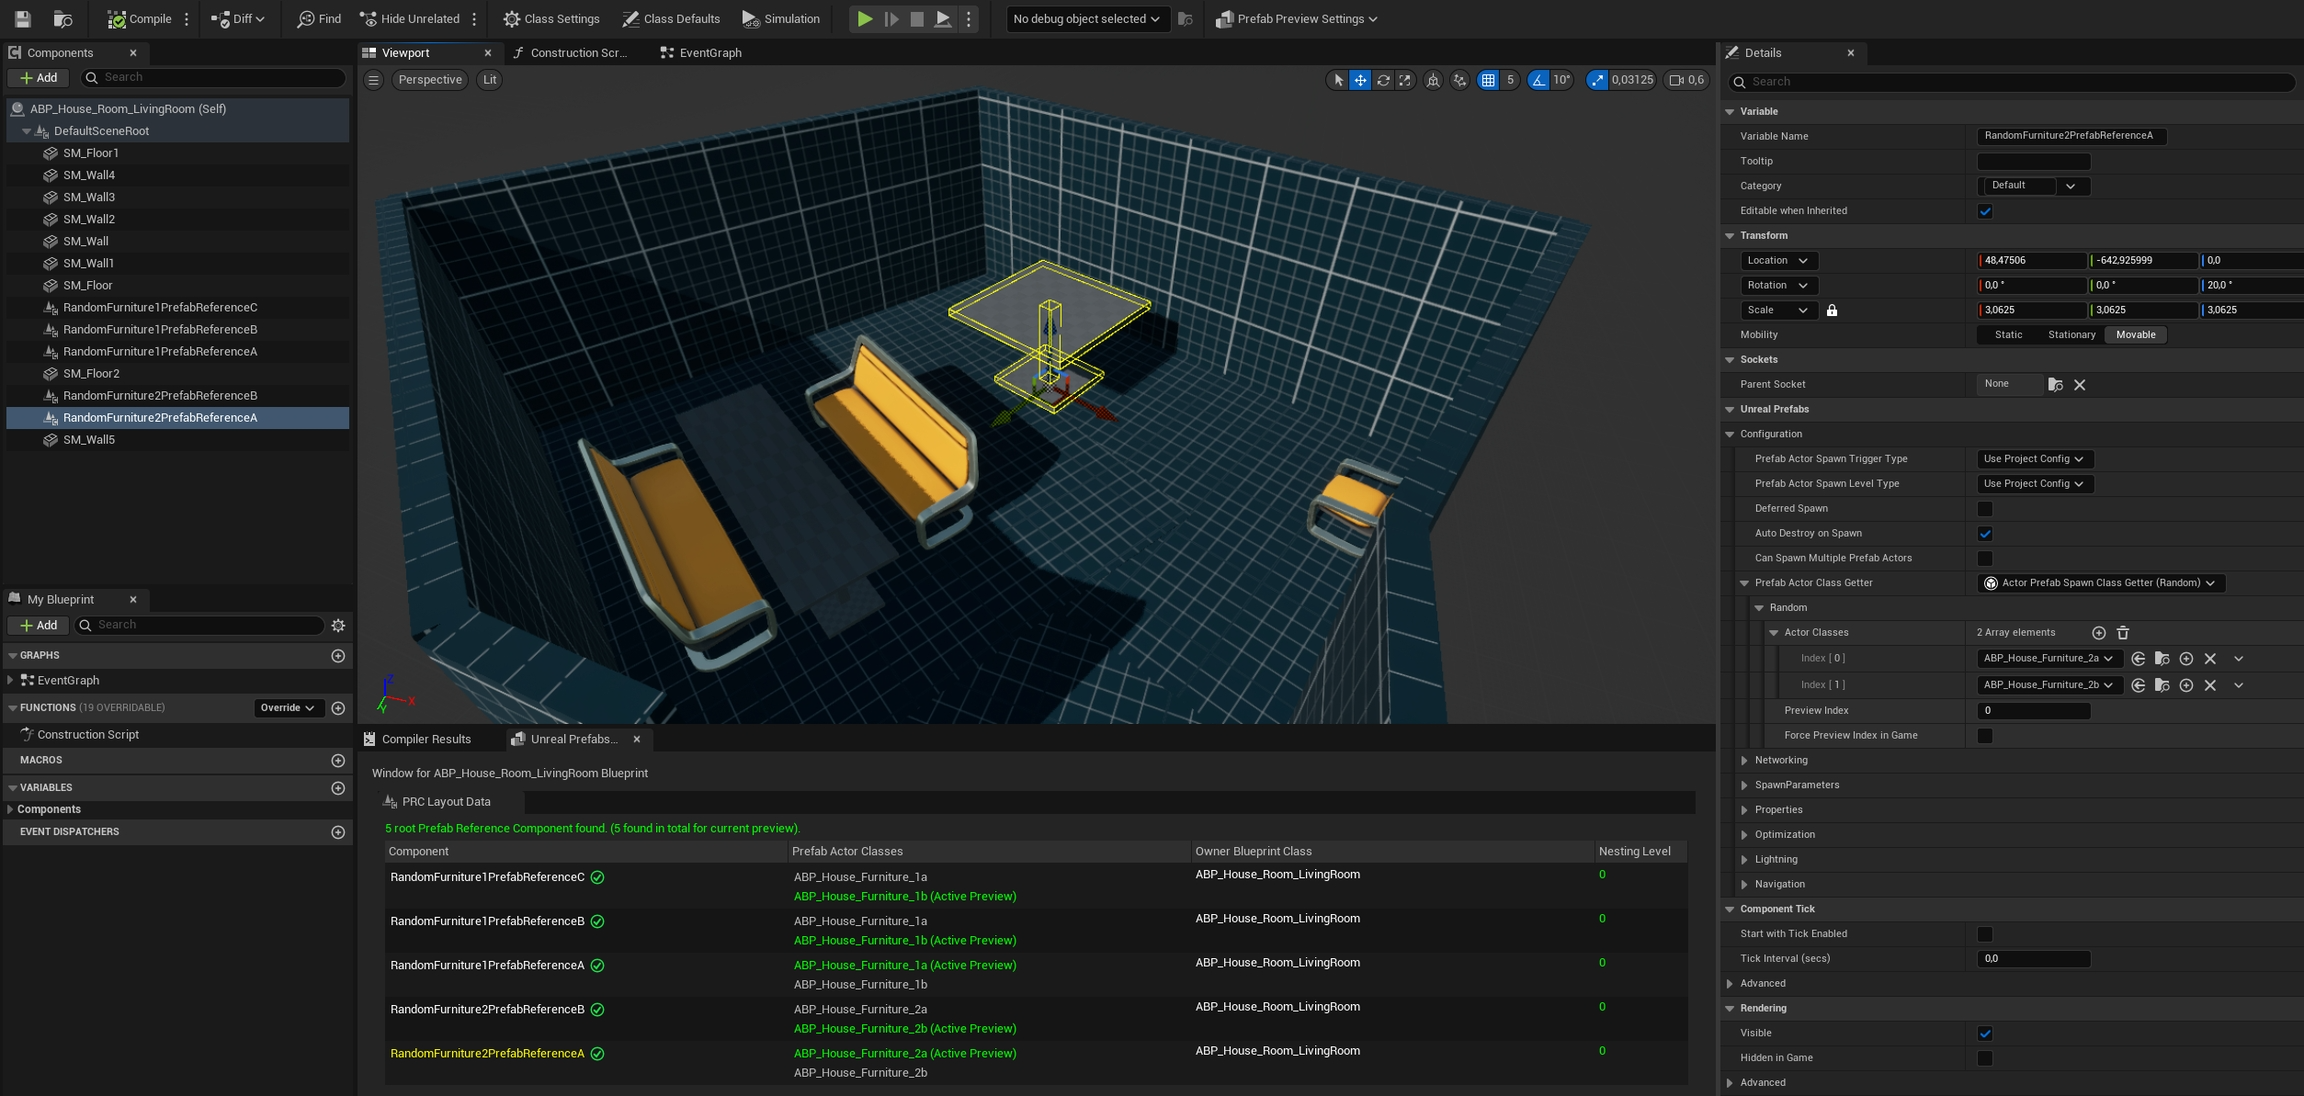 Compile
Diff
Find
Hide Unrelated
Class Settings
Class Defaults
Simulation
No debug object selected
Prefab Preview Settings
Components
Add
Search
ABP_House_Room_LivingRoom (Self)
DefaultSceneRoot
SM_Floor1
SM_Wall4
SM_Wall3
SM_Wall2
SM_Wall
SM_Wall1
SM_Floor
RandomFurniture1PrefabReferenceC
RandomFurniture1PrefabReferenceB
RandomFurniture1PrefabReferenceA
SM_Floor2
RandomFurniture2PrefabReferenceB
RandomFurniture2PrefabReferenceA
SM_Wall5
My Blueprint
Add
Search
GRAPHS
EventGraph
FUNCTIONS (19 OVERRIDABLE)
Override
Construction Script
MACROS
VARIABLES
Components
EVENT DISPATCHERS
Viewport
Construction Scr...
EventGraph
Perspective
Lit
5
10°
0,03125
0,6
Z
X
Y
Compiler Results
Unreal Prefabs...
Window for ABP_House_Room_LivingRoom Blueprint
PRC Layout Data
5 root Prefab Reference Component found. (5 found in total for current preview).
Component Prefab Actor Classes Owner Blueprint Class Nesting Level
RandomFurniture1PrefabReferenceC ABP_House_Furniture_1a ABP_House_Room_LivingRoom 0
ABP_House_Furniture_1b (Active Preview)
RandomFurniture1PrefabReferenceB ABP_House_Furniture_1a ABP_House_Room_LivingRoom 0
ABP_House_Furniture_1b (Active Preview)
RandomFurniture1PrefabReferenceA ABP_House_Furniture_1a (Active Preview) ABP_House_Room_LivingRoom 0
ABP_House_Furniture_1b
RandomFurniture2PrefabReferenceB ABP_House_Furniture_2a ABP_House_Room_LivingRoom 0
ABP_House_Furniture_2b (Active Preview)
RandomFurniture2PrefabReferenceA ABP_House_Furniture_2a (Active Preview) ABP_House_Room_LivingRoom 0
ABP_House_Furniture_2b
Details
Search
Variable
Variable Name RandomFurniture2PrefabReferenceA
Tooltip
Category Default
Editable when Inherited
Transform
Location 48,47506 -642,925999 0,0
Rotation 0,0 ° 0,0 ° 20,0 °
Scale 3,0625 3,0625 3,0625
Mobility Static Stationary Movable
Sockets
Parent Socket None
Unreal Prefabs
Configuration
Prefab Actor Spawn Trigger Type Use Project Config
Prefab Actor Spawn Level Type Use Project Config
Deferred Spawn
Auto Destroy on Spawn
Can Spawn Multiple Prefab Actors
Prefab Actor Class Getter Actor Prefab Spawn Class Getter (Random)
Random
Actor Classes 2 Array elements
Index [ 0 ] ABP_House_Furniture_2a
Index [ 1 ] ABP_House_Furniture_2b
Preview Index 0
Force Preview Index in Game
Networking
SpawnParameters
Properties
Optimization
Lightning
Navigation
Component Tick
Start with Tick Enabled
Tick Interval (secs) 0,0
Advanced
Rendering
Visible
Hidden in Game
Advanced